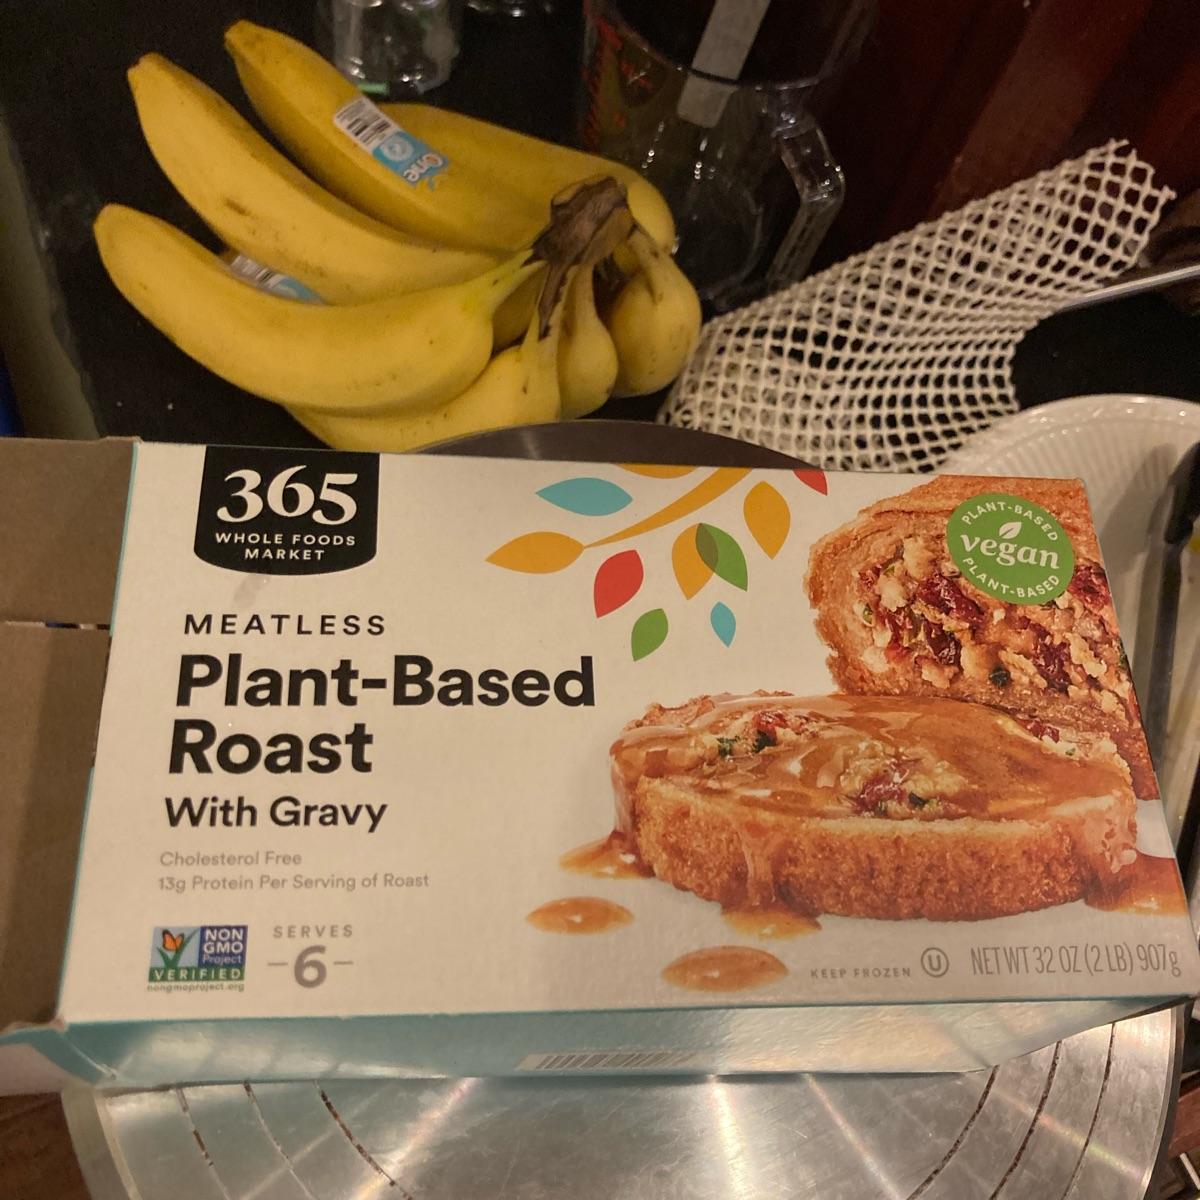 One
365
WHOLE FOODS
MARKET
PLANT-BASED
vegan
PLANT-BASED
MEATLESS
Plant-Based
Roast
With Gravy
Cholesterol Free
13g Protein Per Serving of Roast
NON
GMO
Project
VERIFIED
nongmoproject.org
SERVES
-6-
KEEP FROZEN
U
NET WT 32 OZ (2 LB) 907g